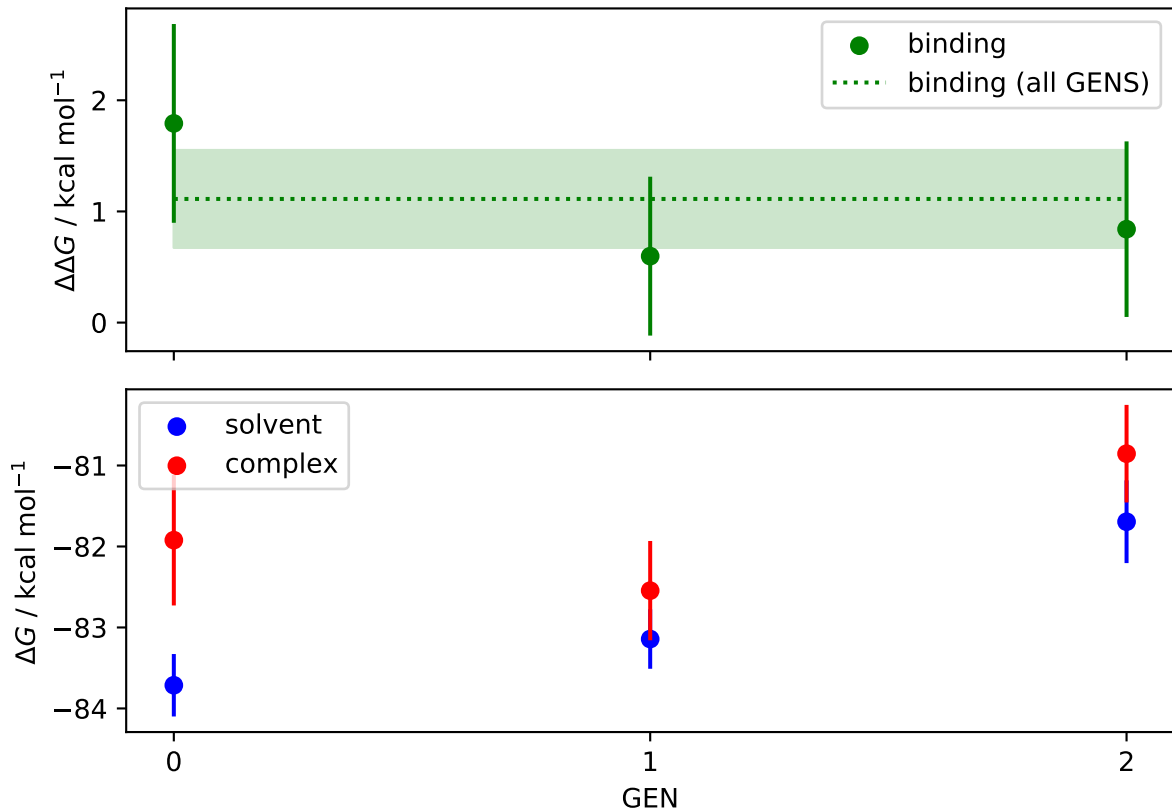 binding
binding (all GENS)
2
1
0
ΔΔG / kcal mol⁻¹
solvent
complex
−81
−82
−83
−84
ΔG / kcal mol⁻¹
0 1 2
GEN